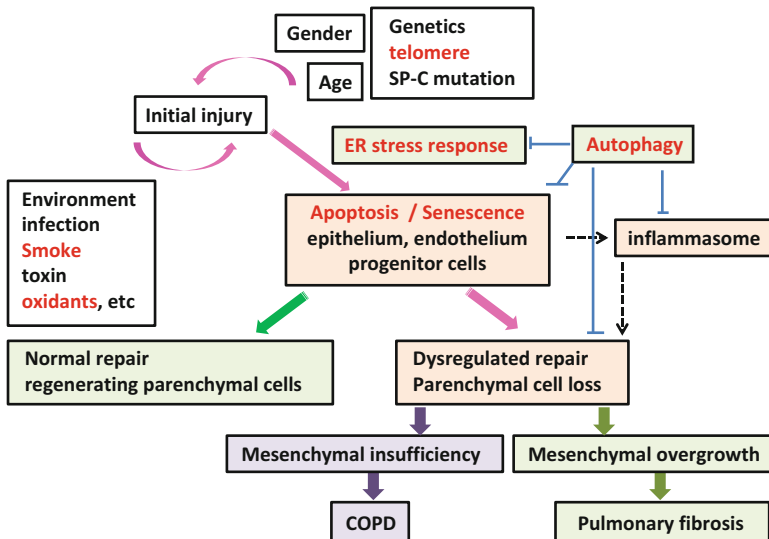 Gender
Genetics
telomere
SP-C mutation
Age
Initial injury
ER stress response
Autophagy
Environment
infection
Smoke
toxin
oxidants, etc
Apoptosis / Senescence
epithelium, endothelium
progenitor cells
inflammasome
Normal repair
regenerating parenchymal cells
Dysregulated repair
Parenchymal cell loss
Mesenchymal insufficiency
Mesenchymal overgrowth
COPD
Pulmonary fibrosis